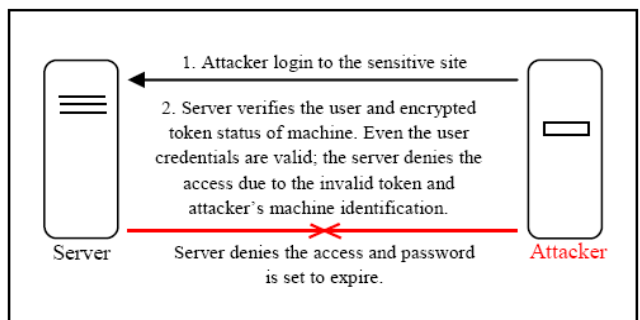 1. Attacker login to the sensitive site
2. Server verifies the user and encrypted
token status of machine. Even the user
credentials are valid; the server denies the
access due to the invalid token and
attacker’s machine identification.
Server
Server denies the access and password
is set to expire.
Attacker